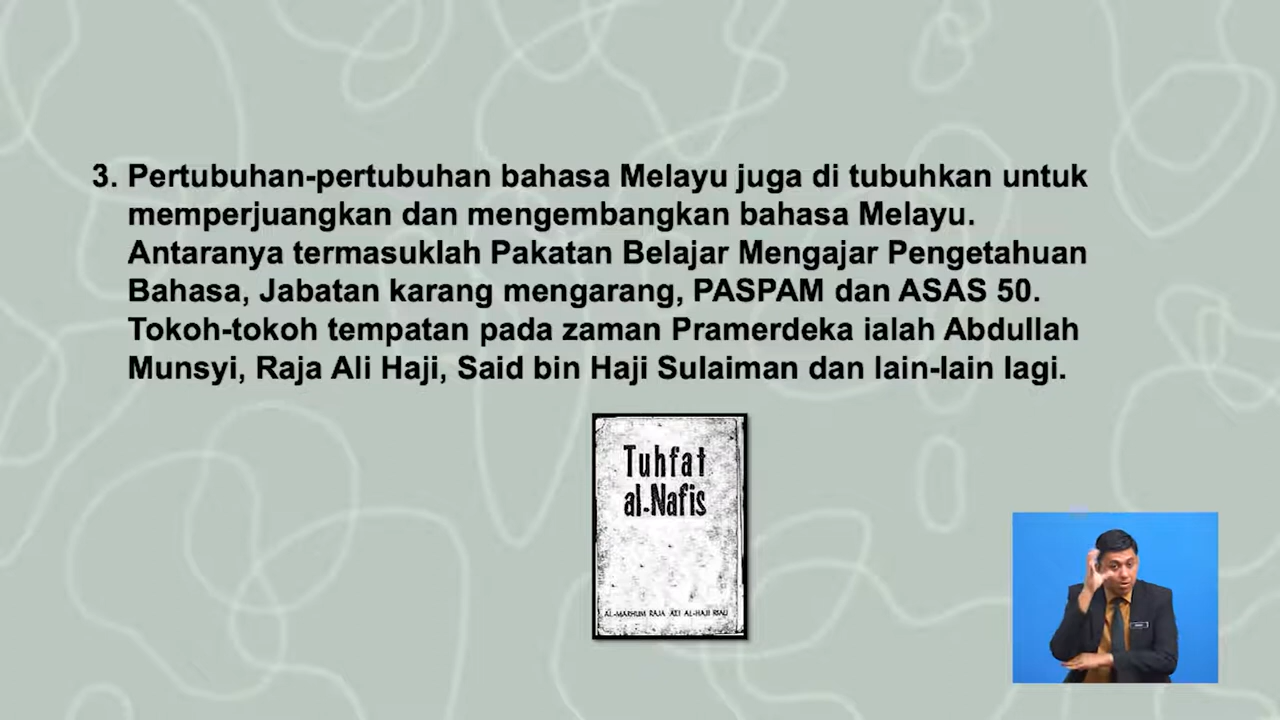 3. Pertubuhan-pertubuhan bahasa Melayu juga di tubuhkan untuk
memperjuangkan dan mengembangkan bahasa Melayu.
Antaranya termasuklah Pakatan Belajar Mengajar Pengetahuan
Bahasa, Jabatan karang mengarang, PASPAM dan ASAS 50.
Tokoh-tokoh tempatan pada zaman Pramerdeka ialah Abdullah
Munsyi, Raja Ali Haji, Said bin Haji Sulaiman dan lain-lain lagi.
Tuhfat
al-Nafis
AL-MARHUM RAJA ALI AL-HAJI RIAU